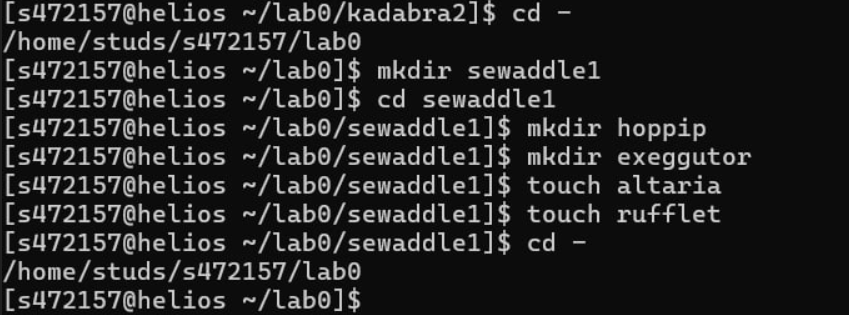 [s472157@helios ~/lab0/kadabra2]$ cd -
/home/studs/s472157/lab0
[s472157@helios ~/lab0]$ mkdir sewaddle1
[s472157@helios ~/lab0]$ cd sewaddle1
[s472157@helios ~/lab0/sewaddle1]$ mkdir hoppip
[s472157@helios ~/lab0/sewaddle1]$ mkdir exeggutor
[s472157@helios ~/lab0/sewaddle1]$ touch altaria
[s472157@helios ~/lab0/sewaddle1]$ touch rufflet
[s472157@helios ~/lab0/sewaddle1]$ cd -
/home/studs/s472157/lab0
[s472157@helios ~/lab0]$